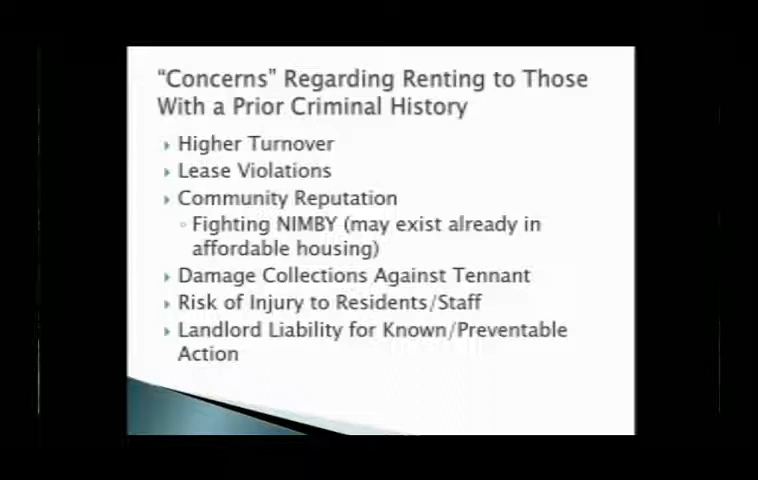 “Concerns” Regarding Renting to Those
With a Prior Criminal History
Higher Turnover
Lease Violations
Community Reputation
Fighting NIMBY (may exist already in
affordable housing)
Damage Collections Against Tennant
Risk of Injury to Residents/Staff
Landlord Liability for Known/Preventable
Action